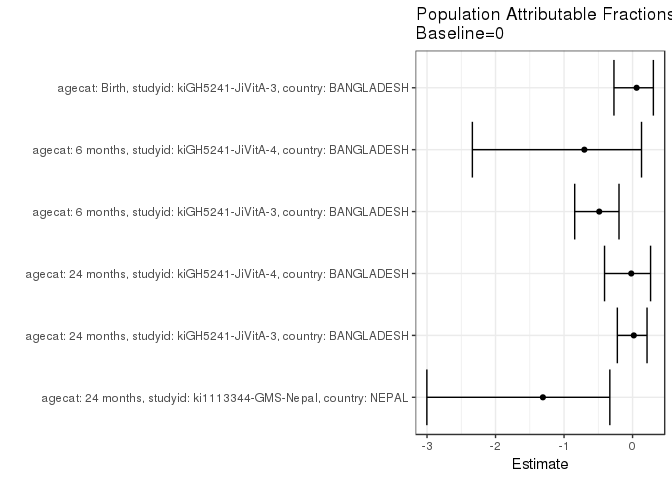 Population Attributable Fractions
Baseline=0
agecat: Birth, studyid: kiGH5241-JiVitA-3, country: BANGLADESH
agecat: 6 months, studyid: kiGH5241-JiVitA-4, country: BANGLADESH
agecat: 6 months, studyid: kiGH5241-JiVitA-3, country: BANGLADESH
agecat: 24 months, studyid: kiGH5241-JiVitA-4, country: BANGLADESH
agecat: 24 months, studyid: kiGH5241-JiVitA-3, country: BANGLADESH
agecat: 24 months, studyid: ki1113344-GMS-Nepal, country: NEPAL
-3 -2 -1 0
Estimate